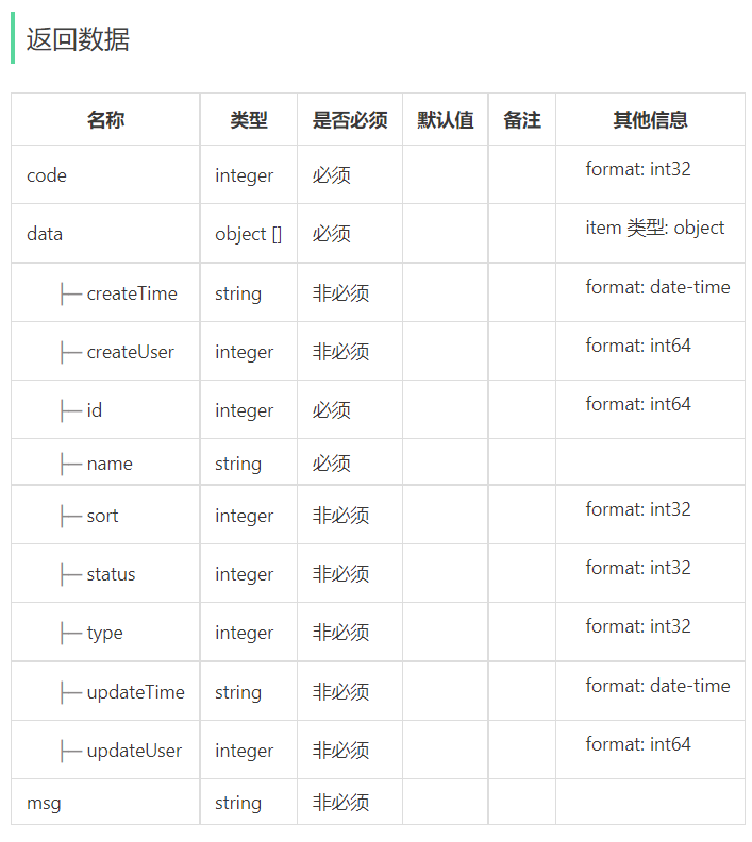 返回数据
名称 类型 是否必须 默认值 备注 其他信息
code integer 必须 format: int32
data object [] 必须 item 类型: object
├─ createTime string 非必须 format: date-time
├─ createUser integer 非必须 format: int64
├─ id integer 必须 format: int64
├─ name string 必须
├─ sort integer 非必须 format: int32
├─ status integer 非必须 format: int32
├─ type integer 非必须 format: int32
├─ updateTime string 非必须 format: date-time
├─ updateUser integer 非必须 format: int64
msg string 非必须